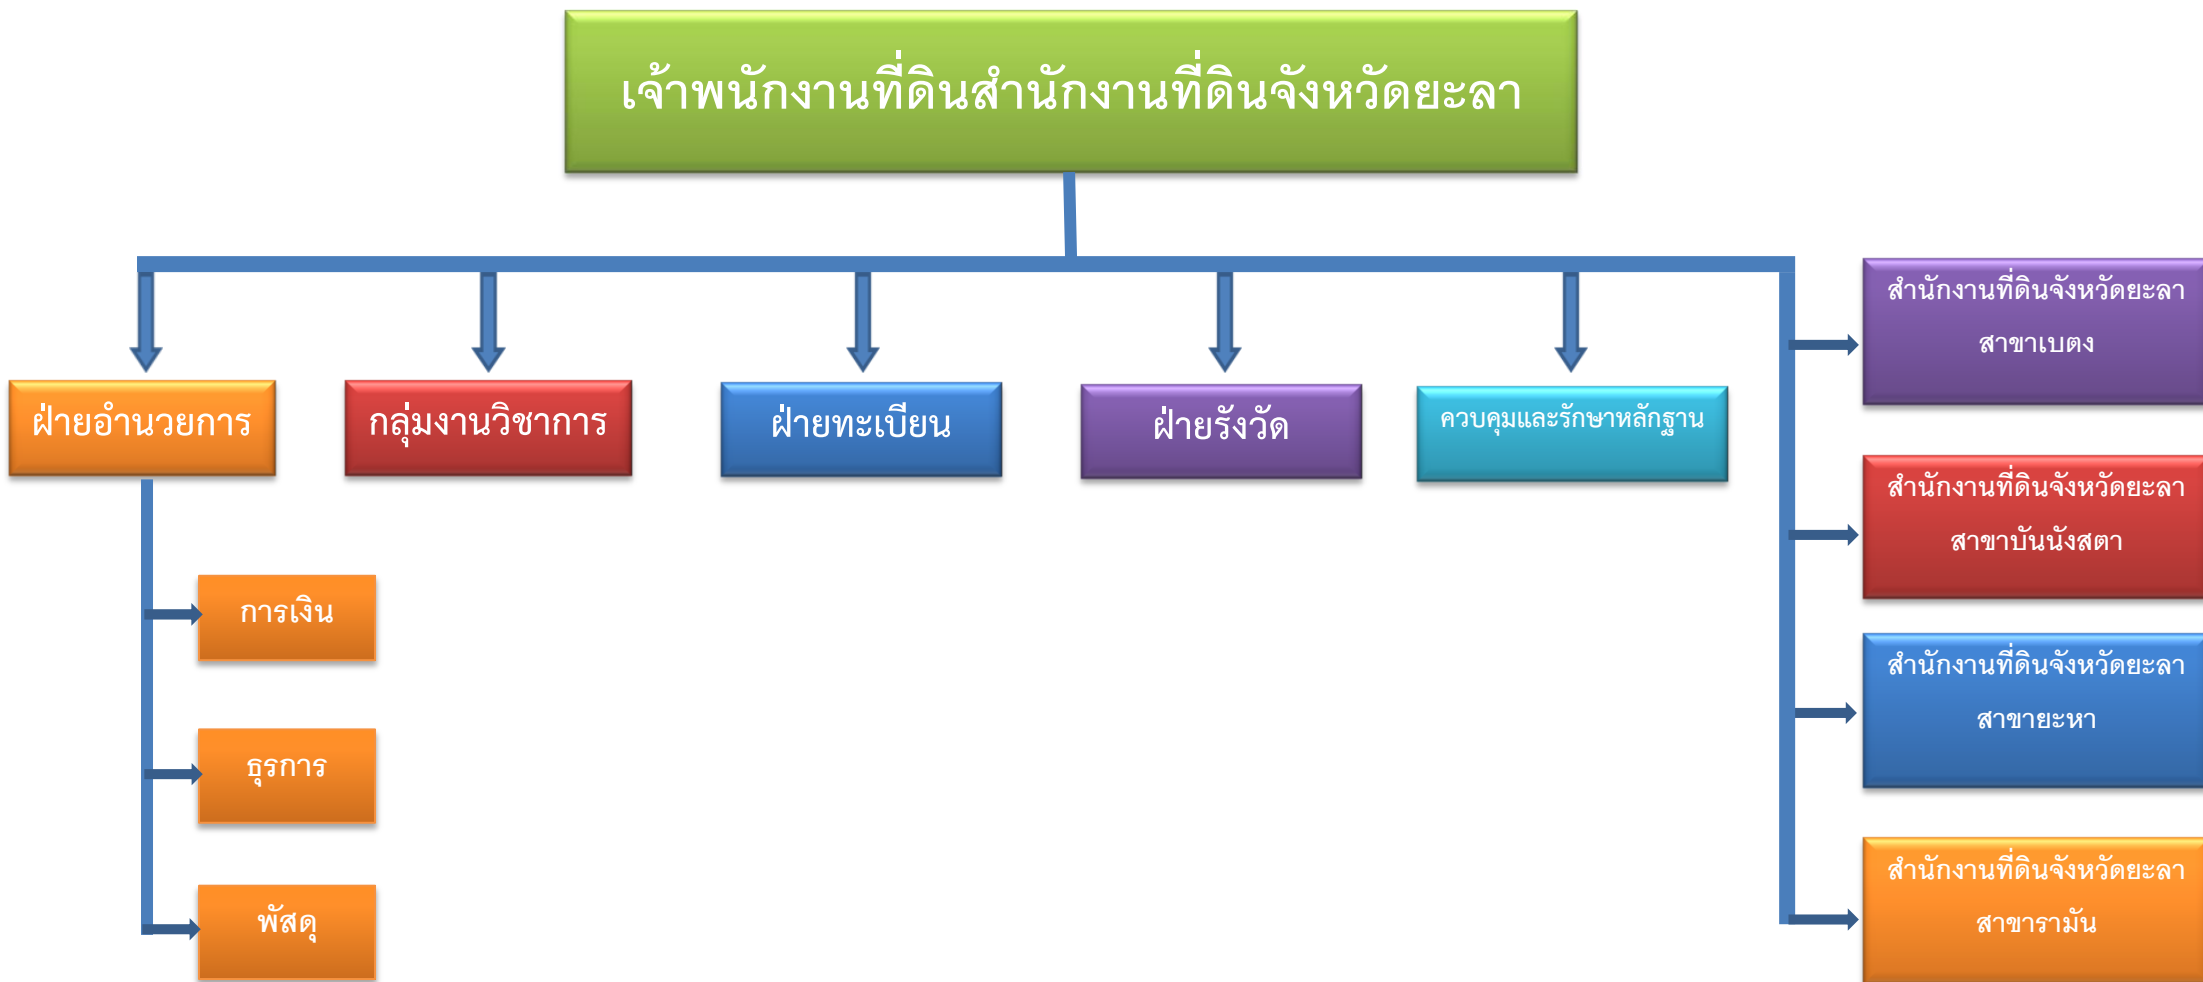 เจ้าพนักงานที่ดินสำนักงานที่ดินจังหวัดยะลา
ฝ่ายอำนวยการ
กลุ่มงานวิชาการ
ฝ่ายทะเบียน
ฝ่ายรังวัด
ควบคุมและรักษาหลักฐาน
การเงิน
ธุรการ
พัสดุ
สำนักงานที่ดินจังหวัดยะลา
สาขาเบตง
สำนักงานที่ดินจังหวัดยะลา
สาขาบันนังสตา
สำนักงานที่ดินจังหวัดยะลา
สาขายะหา
สำนักงานที่ดินจังหวัดยะลา
สาขารามัน